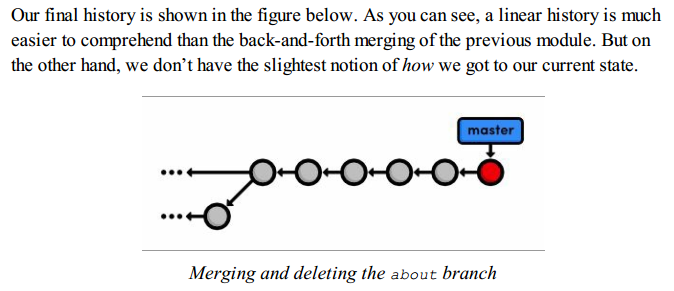 Our final history is shown in the figure below. As you can see, a linear history is much
easier to comprehend than the back-and-forth merging of the previous module. But on
the other hand, we don’t have the slightest notion of how we got to our current state.
master
Merging and deleting the about branch